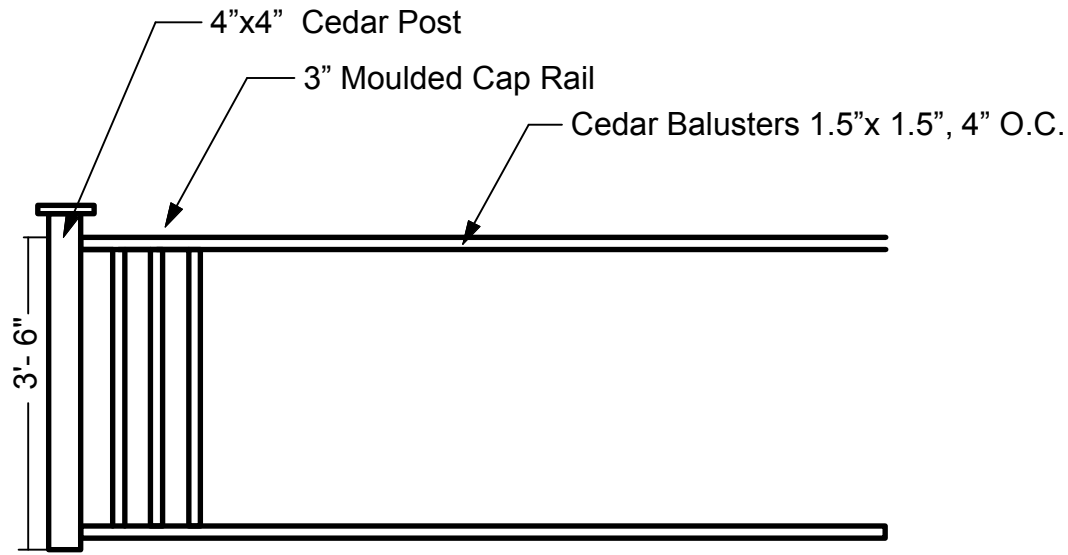 4”x4”  Cedar Post
3” Moulded Cap Rail
Cedar Balusters 1.5”x 1.5”, 4” O.C.
3'- 6"